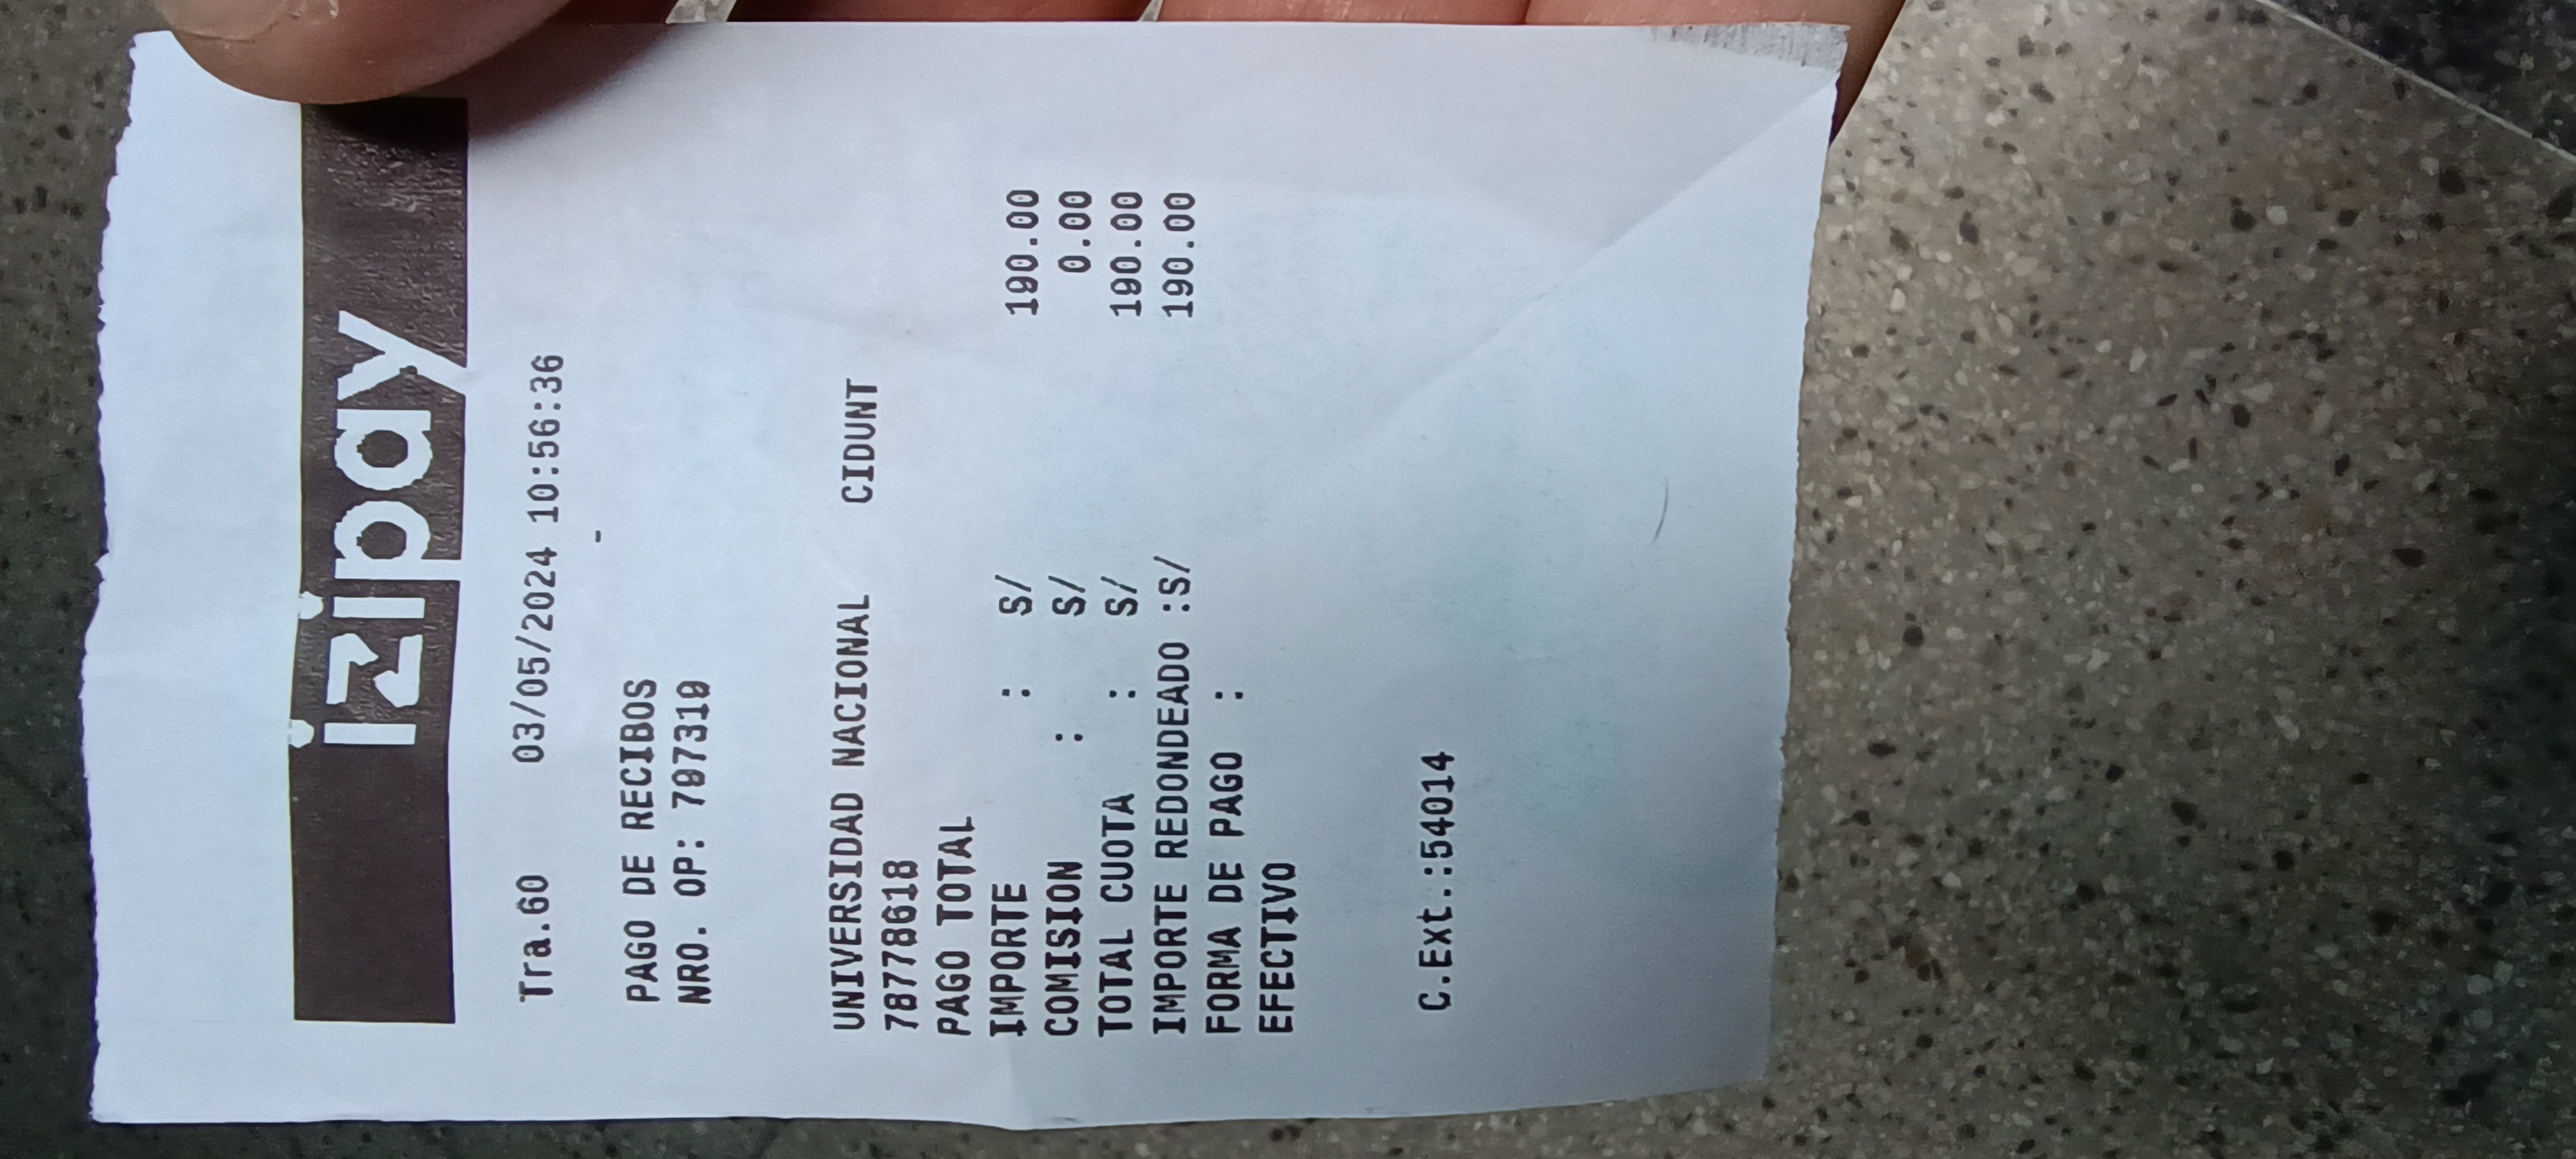 izipay
Tra.60 03/05/2024 10:56:36
-
PAGO DE RECIBOS
NRO. OP: 797319
UNIVERSIDAD NACIONAL CIDUNT
78778618
PAGO TOTAL
IMPORTE : S/ 190.00
COMISION : S/ 0.00
TOTAL CUOTA : S/ 190.00
IMPORTE REDONDEADO :S/ 190.00
FORMA DE PAGO :
EFECTIVO
C.Ext.:54014